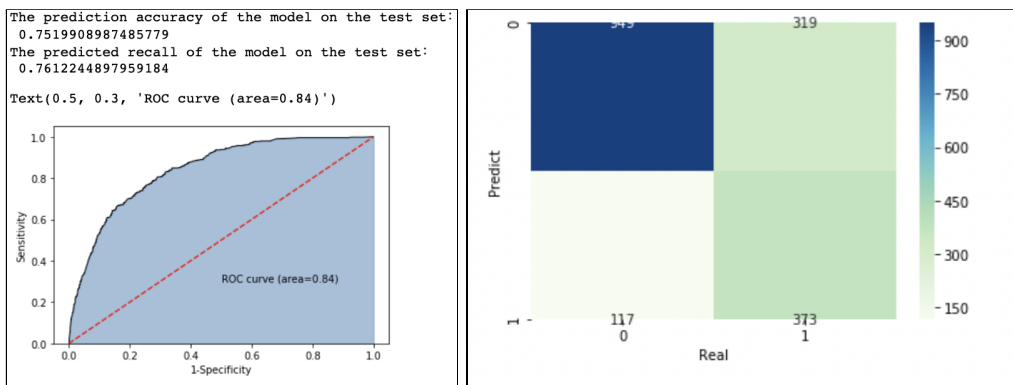 The prediction accuracy of the model on the test set:
0.7519908987485779
The predicted recall of the model on the test set:
0.7612244897959184
Text(0.5, 0.3, 'ROC curve (area=0.84)')
1.0
0.8
0.6
0.4
0.2
0.0
Sensitivity
ROC curve (area=0.84)
0.0 0.2 0.4 0.6 0.8 1.0
1-Specificity
0
949 319
Predict
1
117 373
0 1
Real
900
750
600
450
300
150